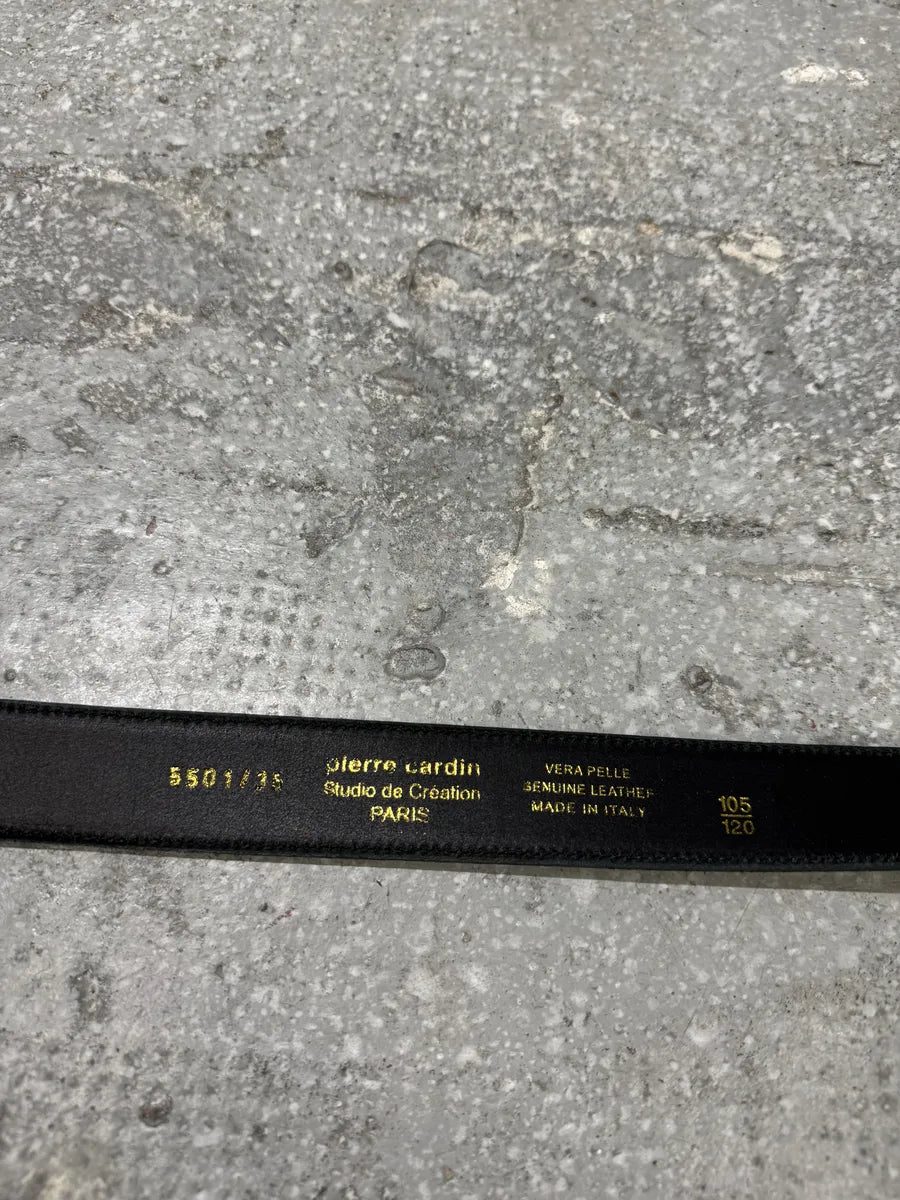 5501/35
pierre cardin
Studio de Création
PARIS
VERA PELLE
GENUINE LEATHER
MADE IN ITALY
105
120